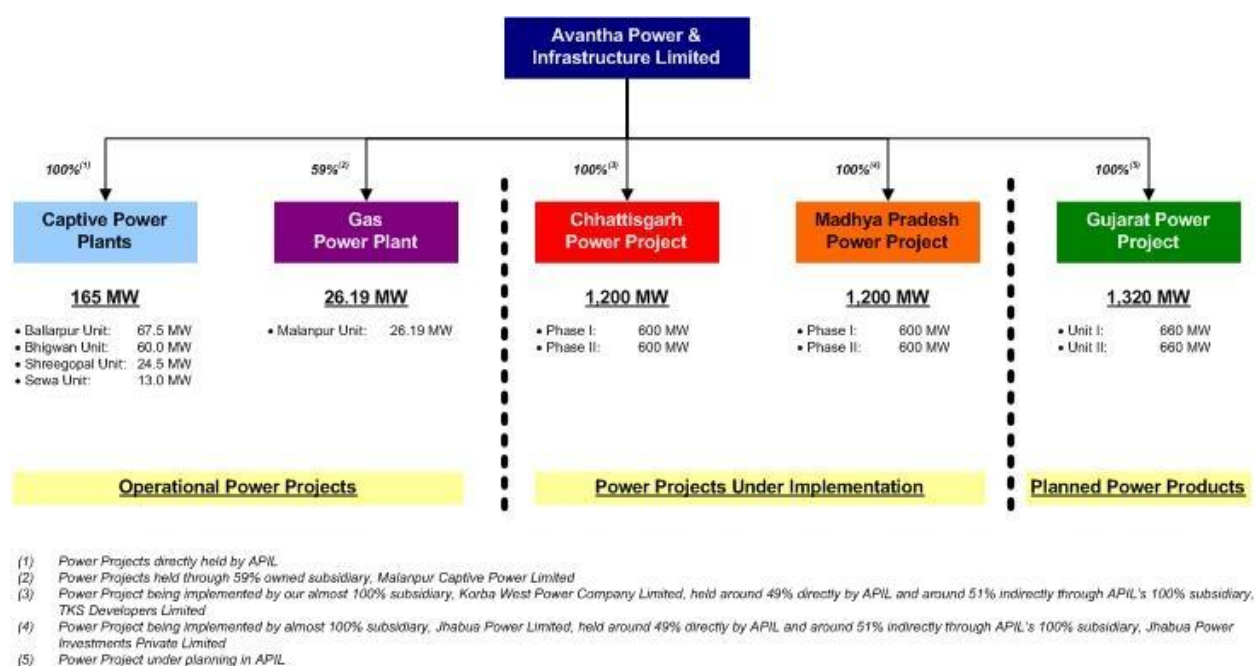 Avantha Power &
Infrastructure Limited
100%(1)
59%(2)
100%(3)
100%(4)
100%(5)
Captive Power
Plants
Gas
Power Plant
Chhattisgarh
Power Project
Madhya Pradesh
Power Project
Gujarat Power
Project
165 MW
26.19 MW
1,200 MW
1,200 MW
1,320 MW
• Ballarpur Unit: 67.5 MW
• Bhigwan Unit: 60.0 MW
• Shreegopal Unit: 24.5 MW
• Sewa Unit: 13.0 MW
• Malanpur Unit: 26.19 MW
• Phase I: 600 MW
• Phase II: 600 MW
• Phase I: 600 MW
• Phase II: 600 MW
• Unit I: 660 MW
• Unit II: 660 MW
Operational Power Projects
Power Projects Under Implementation
Planned Power Products
(1) Power Projects directly held by APIL
(2) Power Projects held through 59% owned subsidiary, Malanpur Captive Power Limited
(3) Power Project being implemented by our almost 100% subsidiary, Korba West Power Company Limited, held around 49% directly by APIL and around 51% indirectly through APIL's 100% subsidiary,
TKS Developers Limited
(4) Power Project being implemented by almost 100% subsidiary, Jhabua Power Limited, held around 49% directly by APIL and around 51% indirectly through APIL's 100% subsidiary, Jhabua Power
Investments Private Limited
(5) Power Project under planning in APIL